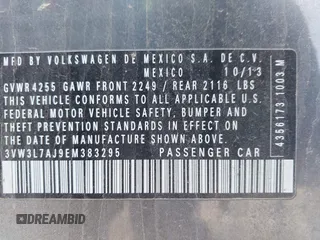 MFD BY VOLKSWAGEN DE MEXICO S.A. DE C.V.
MEXICO 10/13
GVWR4255 GAWR FRONT 2249 / REAR 2116 LBS
THIS VEHICLE CONFORMS TO ALL APPLICABLE U.S.
FEDERAL MOTOR VEHICLE SAFETY, BUMPER AND
THEFT PREVENTION STANDARDS IN EFFECT ON THE
DATE OF MANUFACTURE SHOWN ABOVE.
3VW3L7AJ9EM383295 PASSENGER CAR
4356173 1003 M
DREAMBID